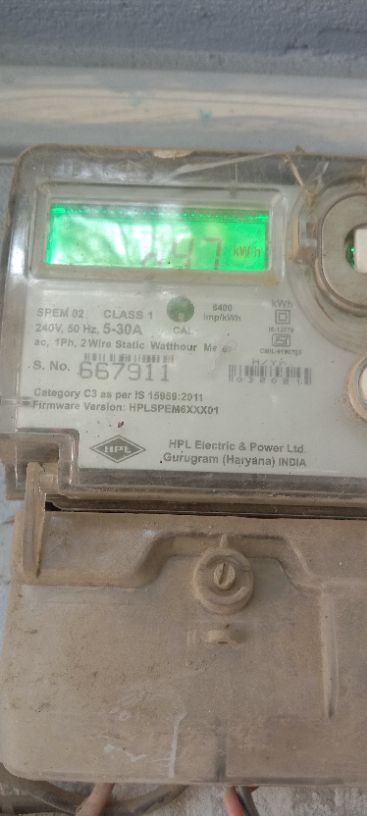 kWh
SPEM 02 CLASS 1 6400 imp/kWh kWh
240V, 50 Hz, 5-30A CAL
ac, 1Ph, 2 Wire Static Watthour
S. No. 667911
Category C3 as per IS 15959:2011
Firmware Version: HPLSPEM6XXX01
HPL
HPL Electric & Power Ltd.
Gurugram (Haryana) INDIA